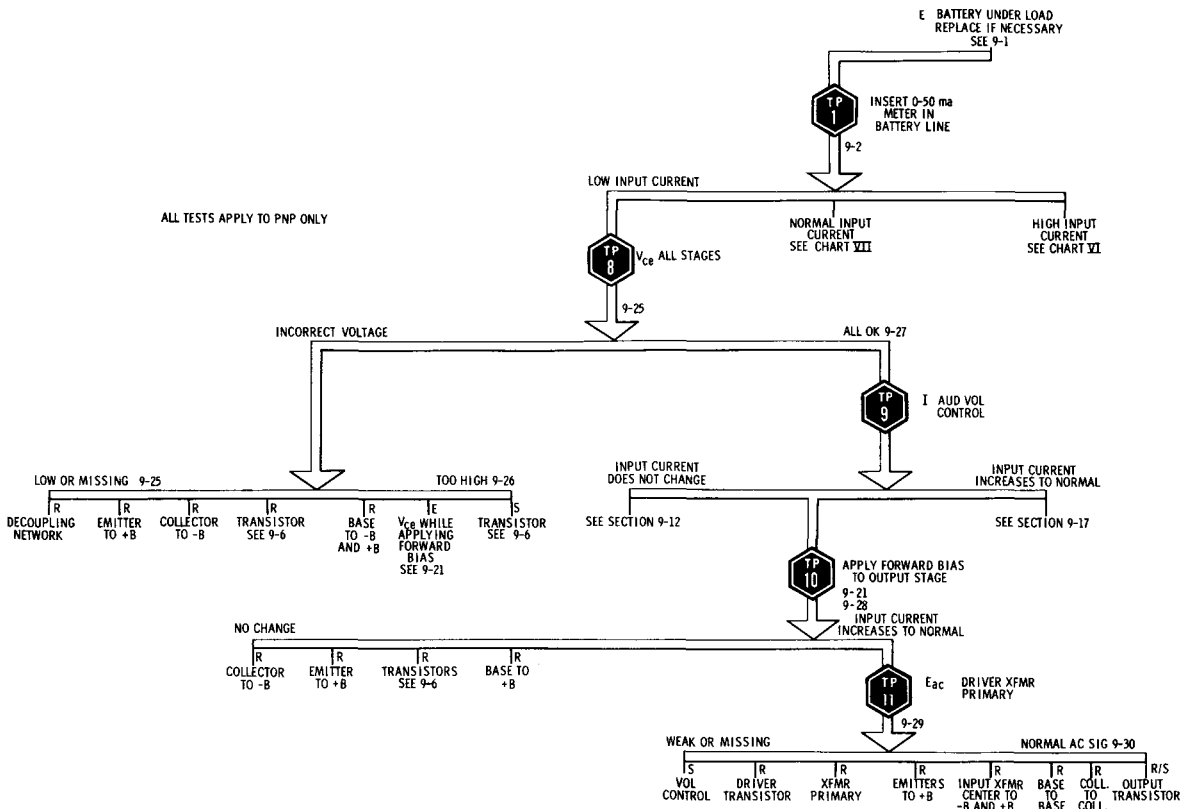 E BATTERY UNDER LOAD
REPLACE IF NECESSARY
SEE 9-1
TP
1
INSERT 0-50 ma
METER IN
BATTERY LINE
9-2
LOW INPUT CURRENT
ALL TESTS APPLY TO PNP ONLY
NORMAL INPUT
CURRENT
SEE CHART VII
HIGH INPUT
CURRENT
SEE CHART VI
TP
8
Vce ALL STAGES
9-25
INCORRECT VOLTAGE
ALL OK 9-27
TP
9
I AUD VOL
CONTROL
LOW OR MISSING 9-25
TOO HIGH 9-26
R
DECOUPLING
NETWORK
R
EMITTER
TO +B
R
COLLECTOR
TO -B
R
TRANSISTOR
SEE 9-6
R
BASE
TO -B
AND +B
E
Vce WHILE
APPLYING
FORWARD
BIAS
SEE 9-21
S
TRANSISTOR
SEE 9-6
INPUT CURRENT
DOES NOT CHANGE
INPUT CURRENT
INCREASES TO NORMAL
SEE SECTION 9-12
SEE SECTION 9-17
TP
10
APPLY FORWARD BIAS
TO OUTPUT STAGE
9-21
9-28
NO CHANGE
INPUT CURRENT
INCREASES TO NORMAL
R
COLLECTOR
TO -B
R
EMITTER
TO +B
R
TRANSISTORS
SEE 9-6
R
BASE TO
+B
TP
11
Eac DRIVER XFMR
PRIMARY
9-29
WEAK OR MISSING
NORMAL AC SIG 9-30
S
VOL
CONTROL
R
DRIVER
TRANSISTOR
R
XFMR
PRIMARY
R
EMITTERS
TO +B
R
INPUT XFMR
CENTER TO
-B AND +B
R
BASE
TO
BASE
R
COLL.
TO
COLL.
R/S
OUTPUT
TRANSISTOR